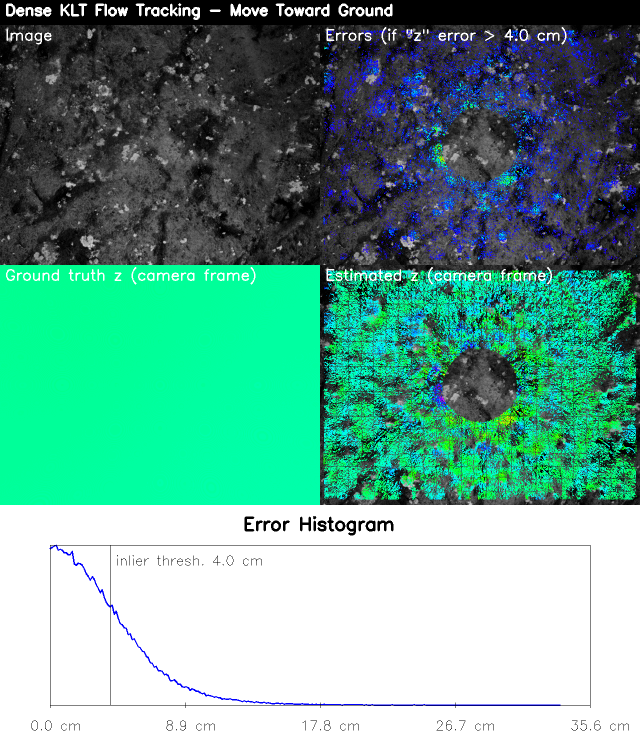 Dense KLT Flow Tracking – Move Toward Ground
Image
Errors (if "z" error > 4.0 cm)
Ground truth z (camera frame)
Estimated z (camera frame)
Error Histogram
inlier thresh. 4.0 cm
0.0 cm
8.9 cm
17.8 cm
26.7 cm
35.6 cm